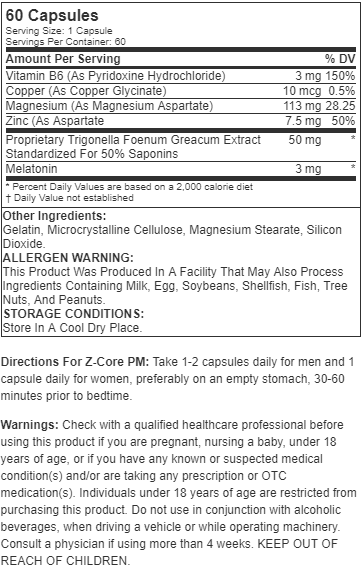 60 Capsules
Serving Size: 1 Capsule
Servings Per Container: 60
Amount Per Serving % DV
Vitamin B6 (As Pyridoxine Hydrochloride) 3 mg 150%
Copper (As Copper Glycinate) 10 mcg 0.5%
Magnesium (As Magnesium Aspartate) 113 mg 28.25
Zinc (As Aspartate 7.5 mg 50%
Proprietary Trigonella Foenum Greacum Extract 50 mg *
Standardized For 50% Saponins
Melatonin 3 mg *
* Percent Daily Values are based on a 2,000 calorie diet
† Daily Value not established
Other Ingredients:
Gelatin, Microcrystalline Cellulose, Magnesium Stearate, Silicon
Dioxide.
ALLERGEN WARNING:
This Product Was Produced In A Facility That May Also Process
Ingredients Containing Milk, Egg, Soybeans, Shellfish, Fish, Tree
Nuts, And Peanuts.
STORAGE CONDITIONS:
Store In A Cool Dry Place.
Directions For Z-Core PM: Take 1-2 capsules daily for men and 1
capsule daily for women, preferably on an empty stomach, 30-60
minutes prior to bedtime.
Warnings: Check with a qualified healthcare professional before
using this product if you are pregnant, nursing a baby, under 18
years of age, or if you have any known or suspected medical
condition(s) and/or are taking any prescription or OTC
medication(s). Individuals under 18 years of age are restricted from
purchasing this product. Do not use in conjunction with alcoholic
beverages, when driving a vehicle or while operating machinery.
Consult a physician if using more than 4 weeks. KEEP OUT OF
REACH OF CHILDREN.